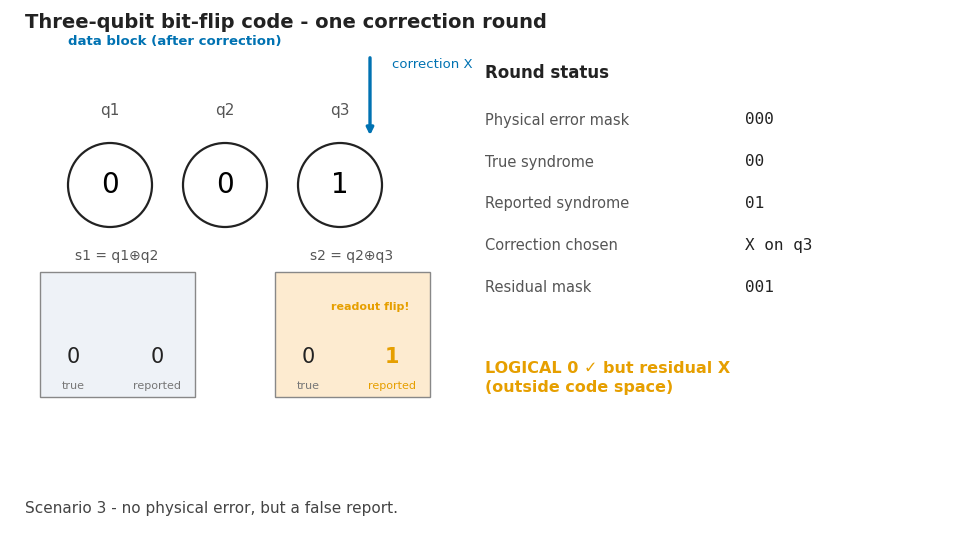 Three-qubit bit-flip code - one correction round
data block (after correction)
correction X
q1 q2 q3
0 0 1
s1 = q1⊕q2 s2 = q2⊕q3
readout flip!
0 0 0 1
true reported true reported
Round status
Physical error mask 000
True syndrome 00
Reported syndrome 01
Correction chosen X on q3
Residual mask 001
LOGICAL 0 ✓ but residual X
(outside code space)
Scenario 3 - no physical error, but a false report.